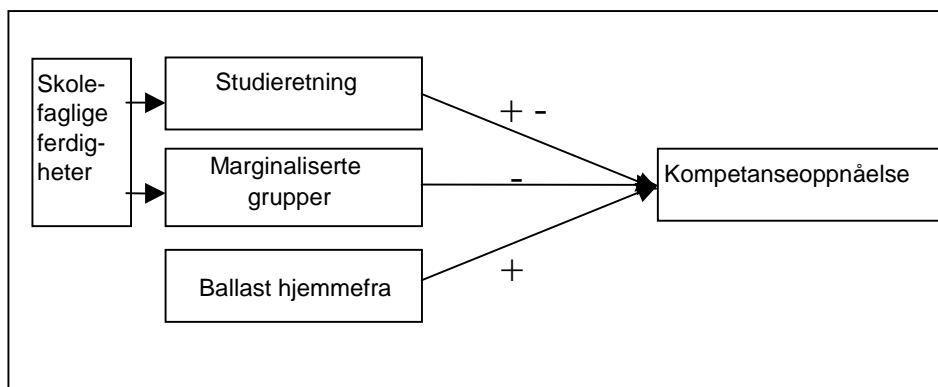 Skole-
faglige
ferdig-
heter
Studieretning
Marginaliserte
grupper
Ballast hjemmefra
+ -
-
+
Kompetanseoppnåelse